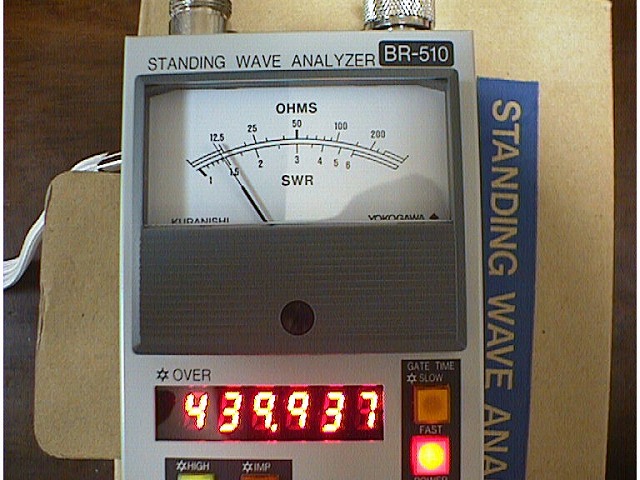 STANDING WAVE ANALYZER BR-510
OHMS
12.5 25 50 100 200
1 1.5 2 3 4 5 6
SWR
KURANISHI YOKOGAWA
STANDING WAVE ANA
OVER
GATE TIME
SLOW
439.937
FAST
POWER
HIGH IMP